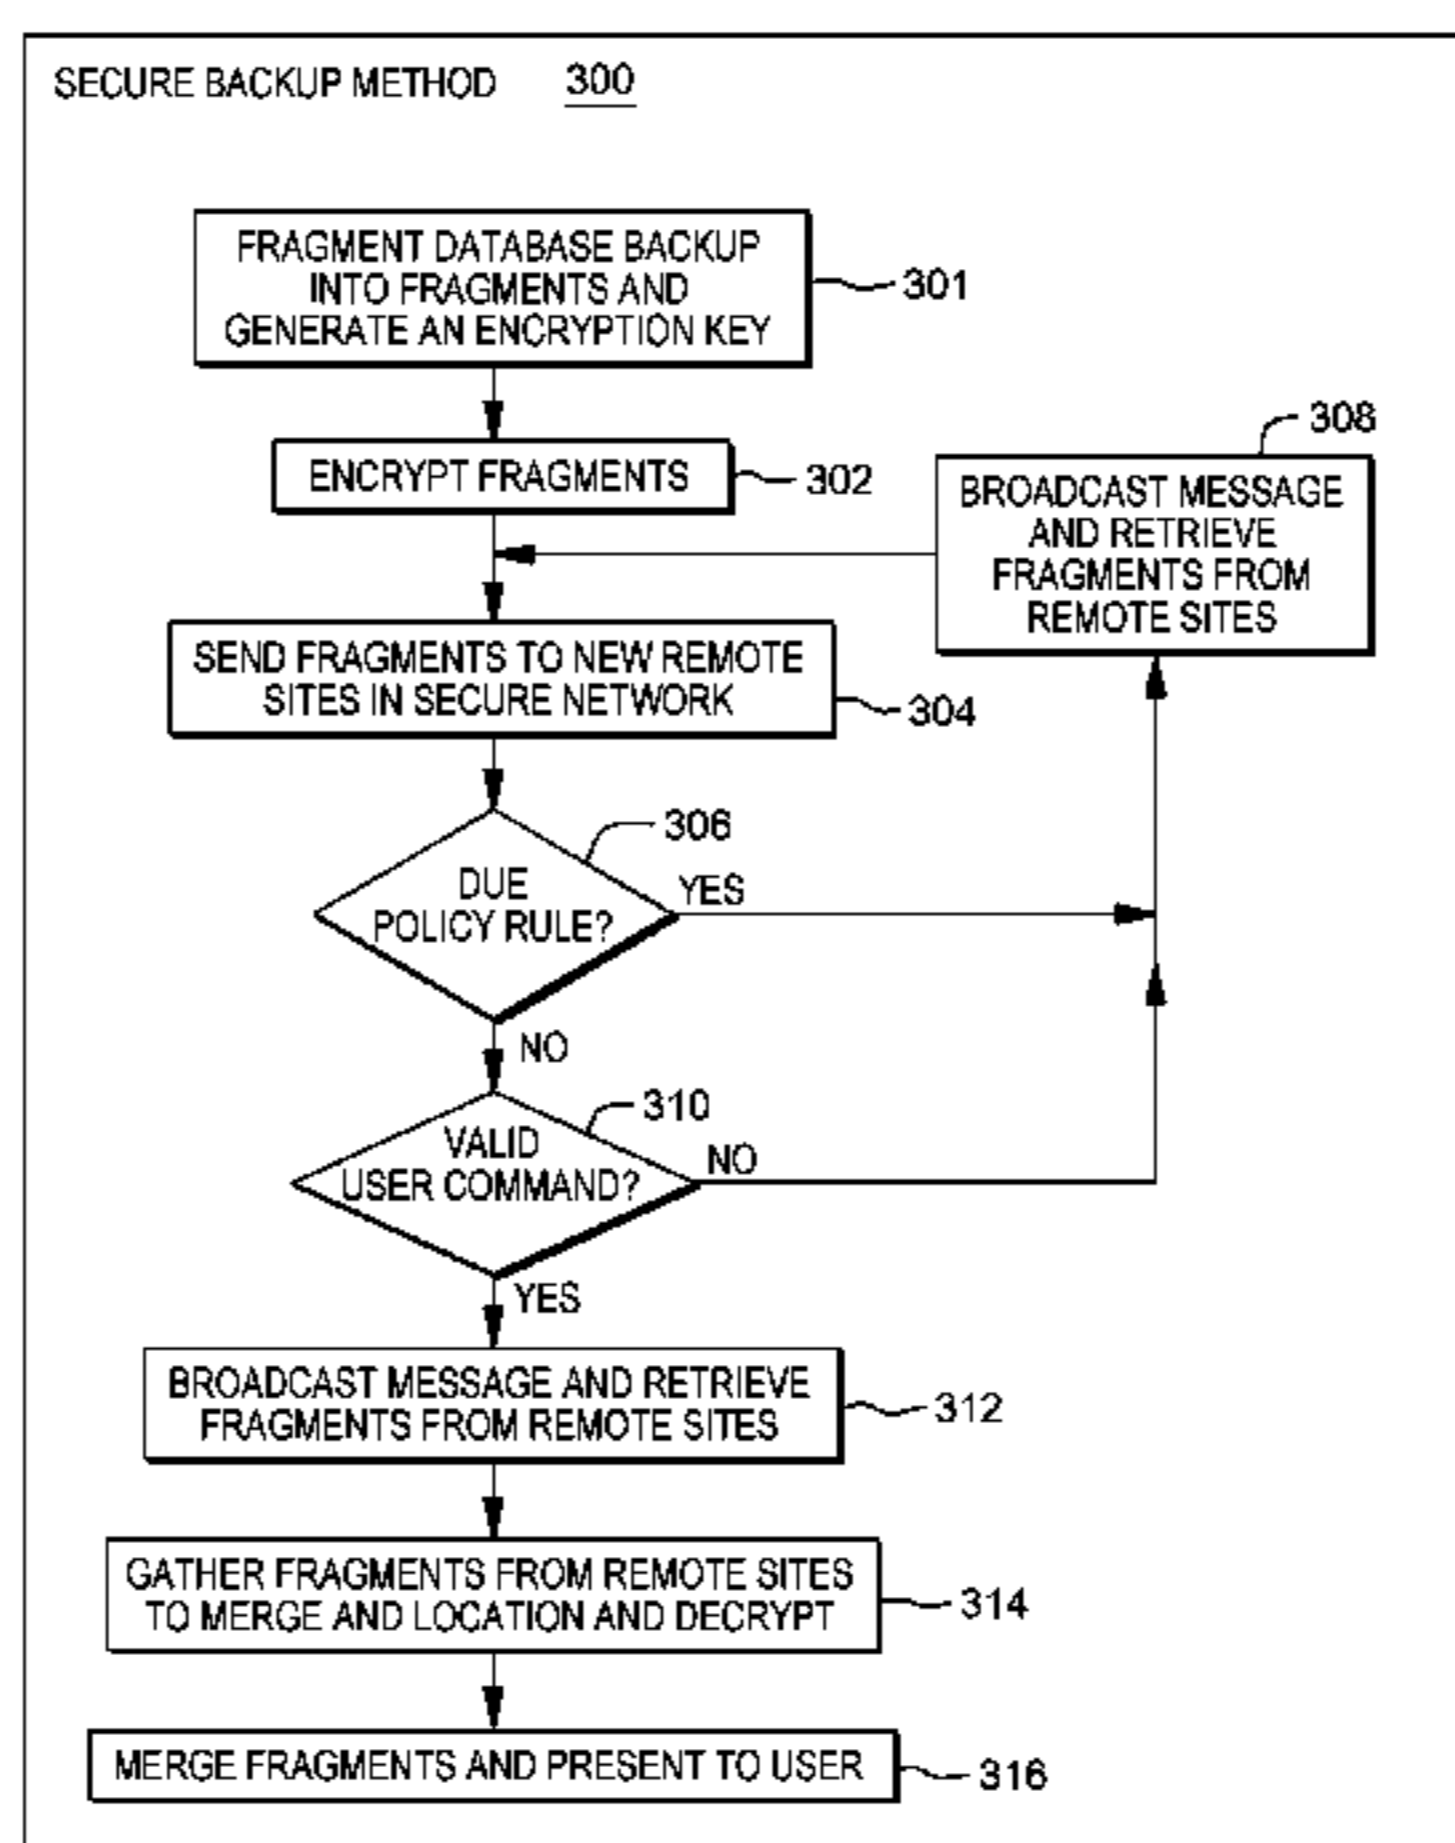 SECURE BACKUP METHOD 300
FRAGMENT DATABASE BACKUP
INTO FRAGMENTS AND
GENERATE AN ENCRYPTION KEY
301
ENCRYPT FRAGMENTS
302
308
BROADCAST MESSAGE
AND RETRIEVE
FRAGMENTS FROM
REMOTE SITES
SEND FRAGMENTS TO NEW REMOTE
SITES IN SECURE NETWORK
304
306
DUE
POLICY RULE?
YES
NO
310
VALID
USER COMMAND?
NO
YES
BROADCAST MESSAGE AND RETRIEVE
FRAGMENTS FROM REMOTE SITES
312
GATHER FRAGMENTS FROM REMOTE SITES
TO MERGE AND LOCATION AND DECRYPT
314
MERGE FRAGMENTS AND PRESENT TO USER
316